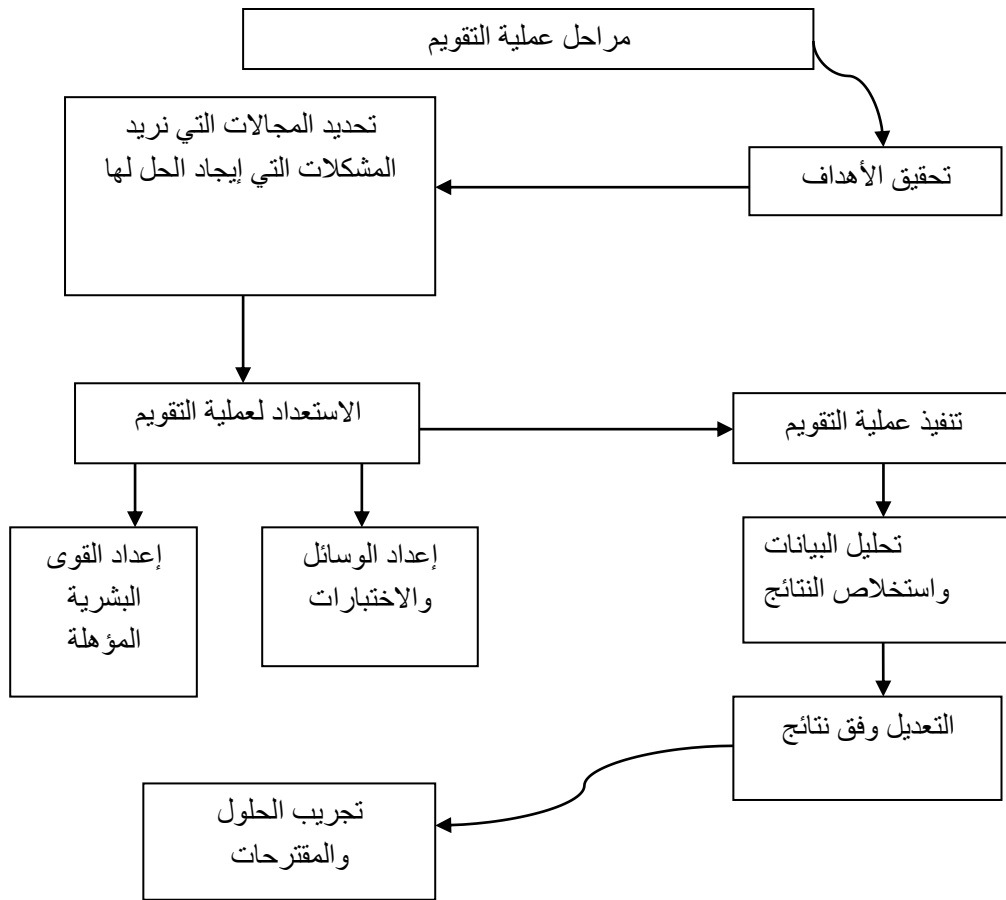 مراحل عملية التقويم
تحديد المجالات التي نريد
المشكلات التي إيجاد الحل لها
تحقيق الأهداف
الاستعداد لعملية التقويم
تنفيذ عملية التقويم
إعداد القوى
البشرية
المؤهلة
إعداد الوسائل
والاختبارات
تحليل البيانات
واستخلاص النتائج
التعديل وفق نتائج
تجريب الحلول
والمقترحات